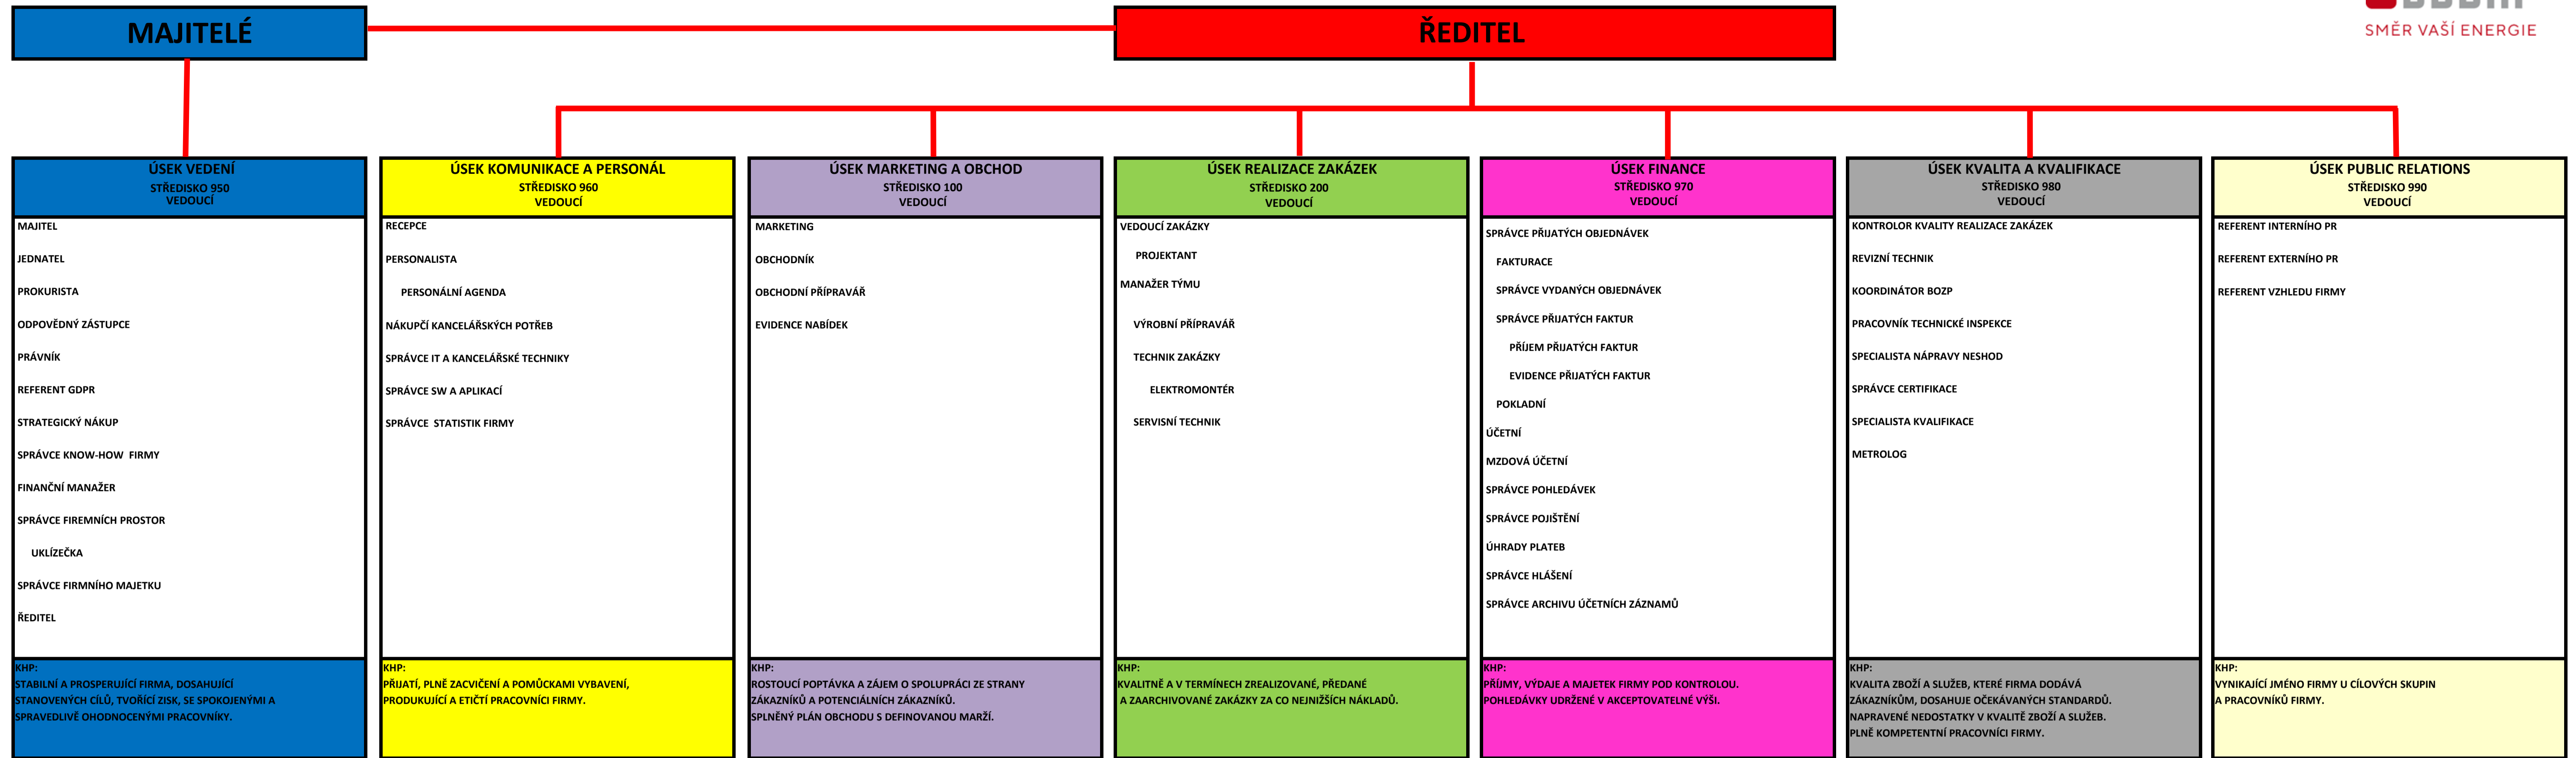 MAJITELÉ
ŘEDITEL
SMĚR VAŠÍ ENERGIE
ÚSEK VEDENÍ
STŘEDISKO 950
VEDOUCÍ
MAJITEL
JEDNATEL
PROKURISTA
ODPOVĚDNÝ ZÁSTUPCE
PRÁVNÍK
REFERENT GDPR
STRATEGICKÝ NÁKUP
SPRÁVCE KNOW-HOW FIRMY
FINANČNÍ MANAŽER
SPRÁVCE FIREMNÍCH PROSTOR
UKLÍZEČKA
SPRÁVCE FIRMNÍHO MAJETKU
ŘEDITEL
KHP:
STABILNÍ A PROSPERUJÍCÍ FIRMA, DOSAHUJÍCÍ
STANOVENÝCH CÍLŮ, TVOŘÍCÍ ZISK, SE SPOKOJENÝMI A
SPRAVEDLIVĚ OHODNOCENÝMI PRACOVNÍKY.
ÚSEK KOMUNIKACE A PERSONÁL
STŘEDISKO 960
VEDOUCÍ
RECEPCE
PERSONALISTA
PERSONÁLNÍ AGENDA
NÁKUPČÍ KANCELÁŘSKÝCH POTŘEB
SPRÁVCE IT A KANCELÁŘSKÉ TECHNIKY
SPRÁVCE SW A APLIKACÍ
SPRÁVCE STATISTIK FIRMY
KHP:
PŘIJATÍ, PLNĚ ZACVIČENÍ A POMŮCKAMI VYBAVENÍ,
PRODUKUJÍCÍ A ETIČTÍ PRACOVNÍCI FIRMY.
ÚSEK MARKETING A OBCHOD
STŘEDISKO 100
VEDOUCÍ
MARKETING
OBCHODNÍK
OBCHODNÍ PŘÍPRAVÁŘ
EVIDENCE NABÍDEK
KHP:
ROSTOUCÍ POPTÁVKA A ZÁJEM O SPOLUPRÁCI ZE STRANY
ZÁKAZNÍKŮ A POTENCIÁLNÍCH ZÁKAZNÍKŮ.
SPLNĚNÝ PLÁN OBCHODU S DEFINOVANOU MARŽÍ.
ÚSEK REALIZACE ZAKÁZEK
STŘEDISKO 200
VEDOUCÍ
VEDOUCÍ ZAKÁZKY
PROJEKTANT
MANAŽER TÝMU
VÝROBNÍ PŘÍPRAVÁŘ
TECHNIK ZAKÁZKY
ELEKTROMONTÉR
SERVISNÍ TECHNIK
KHP:
KVALITNĚ A V TERMÍNECH ZREALIZOVANÉ, PŘEDANÉ
A ZAARCHIVOVANÉ ZAKÁZKY ZA CO NEJNIŽŠÍCH NÁKLADŮ.
ÚSEK FINANCE
STŘEDISKO 970
VEDOUCÍ
SPRÁVCE PŘIJATÝCH OBJEDNÁVEK
FAKTURACE
SPRÁVCE VYDANÝCH OBJEDNÁVEK
SPRÁVCE PŘIJATÝCH FAKTUR
PŘÍJEM PŘIJATÝCH FAKTUR
EVIDENCE PŘIJATÝCH FAKTUR
POKLADNÍ
ÚČETNÍ
MZDOVÁ ÚČETNÍ
SPRÁVCE POHLEDÁVEK
SPRÁVCE POJIŠTĚNÍ
ÚHRADY PLATEB
SPRÁVCE HLÁŠENÍ
SPRÁVCE ARCHIVU ÚČETNÍCH ZÁZNAMŮ
KHP:
PŘÍJMY, VÝDAJE A MAJETEK FIRMY POD KONTROLOU.
POHLEDÁVKY UDRŽENÉ V AKCEPTOVATELNÉ VÝŠI.
ÚSEK KVALITA A KVALIFIKACE
STŘEDISKO 980
VEDOUCÍ
KONTROLOR KVALITY REALIZACE ZAKÁZEK
REVIZNÍ TECHNIK
KOORDINÁTOR BOZP
PRACOVNÍK TECHNICKÉ INSPEKCE
SPECIALISTA NÁPRAVY NESHOD
SPRÁVCE CERTIFIKACE
SPECIALISTA KVALIFIKACE
METROLOG
KHP:
KVALITA ZBOŽÍ A SLUŽEB, KTERÉ FIRMA DODÁVÁ
ZÁKAZNÍKŮM, DOSAHUJE OČEKÁVANÝCH STANDARDŮ.
NAPRAVENÉ NEDOSTATKY V KVALITĚ ZBOŽÍ A SLUŽEB.
PLNĚ KOMPETENTNÍ PRACOVNÍCI FIRMY.
ÚSEK PUBLIC RELATIONS
STŘEDISKO 990
VEDOUCÍ
REFERENT INTERNÍHO PR
REFERENT EXTERNÍHO PR
REFERENT VZHLEDU FIRMY
KHP:
VYNIKAJÍCÍ JMÉNO FIRMY U CÍLOVÝCH SKUPIN
A PRACOVNÍKŮ FIRMY.